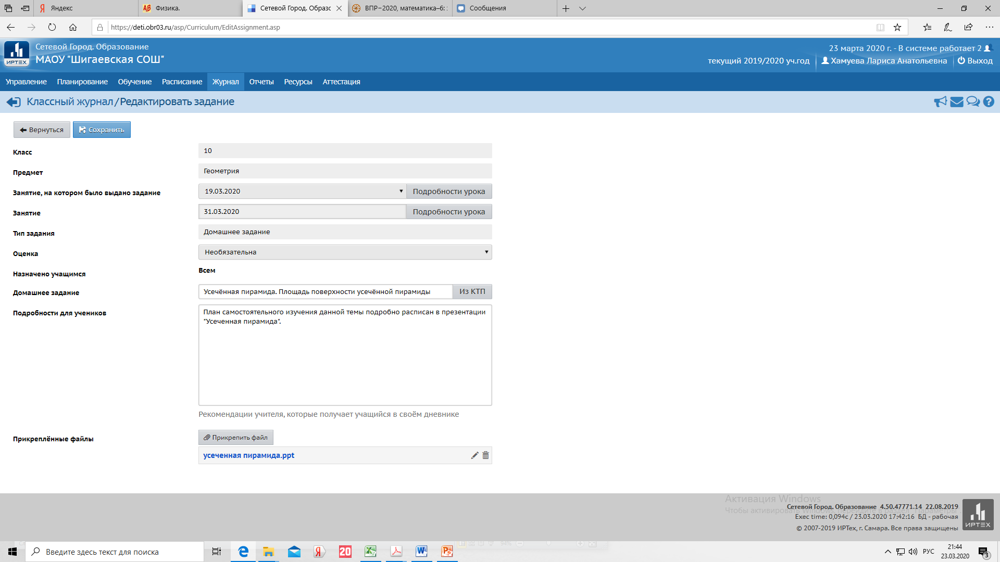 Яндекс
Физика.
Сетевой Город. Образо
ВПР–2020, математика–6:
Сообщения
https://deti.obr03.ru/asp/Curriculum/EditAssignment.asp
ИРТЕХ
Сетевой Город. Образование
МАОУ "Шигаевская СОШ"
23 марта 2020 г. - В системе работает 2
текущий 2019/2020 уч.год
Хамуева Лариса Анатольевна
Выход
Управление Планирование Обучение Расписание Журнал Отчеты Ресурсы Аттестация
Классный журнал/Редактировать задание
Вернуться
Сохранить
Класс
10
Предмет
Геометрия
Занятие, на котором было выдано задание
19.03.2020
Подробности урока
Занятие
31.03.2020
Подробности урока
Тип задания
Домашнее задание
Оценка
Необязательна
Назначено учащимся
Всем
Домашнее задание
Усечённая пирамида. Площадь поверхности усечённой пирамиды
Из КТП
Подробности для учеников
План самостоятельного изучения данной темы подробно расписан в презентации
"Усеченная пирамида".
Рекомендации учителя, которые получает учащийся в своём дневнике
Прикреплённые файлы
Прикрепить файл
усеченная пирамида.ppt
Активация Windows
Чтобы активировать Windows, перейдите в раздел "Параметры".
Сетевой Город. Образование 4.50.47771.14 22.08.2019
Exec time: 0,094с / 23.03.2020 17:42:16 БД - рабочая
© 2007-2019 ИРТех, г. Самара. Все права защищены
ИРТЕХ
Введите здесь текст для поиска
20
94%
РУС
21:44
23.03.2020
3